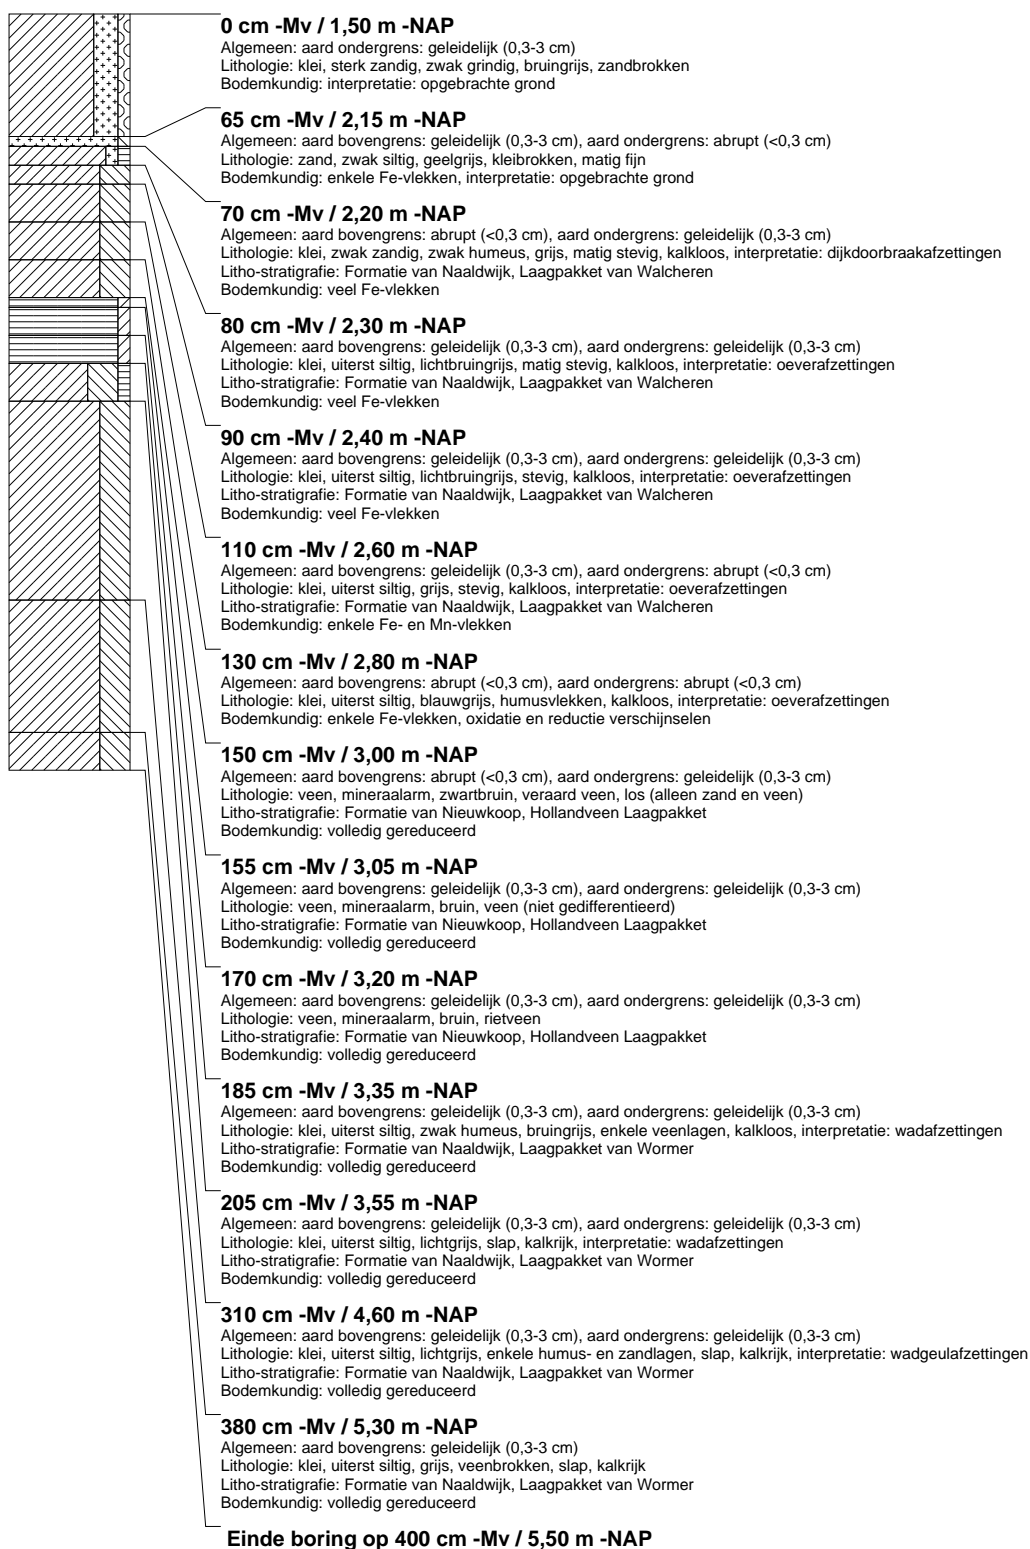 0 cm -Mv / 1,50 m -NAP
Algemeen: aard ondergrens: geleidelijk (0,3-3 cm)
Lithologie: klei, sterk zandig, zwak grindig, bruingrijs, zandbrokken
Bodemkundig: interpretatie: opgebrachte grond
65 cm -Mv / 2,15 m -NAP
Algemeen: aard bovengrens: geleidelijk (0,3-3 cm), aard ondergrens: abrupt (<0,3 cm)
Lithologie: zand, zwak siltig, geelgrijs, kleibrokken, matig fijn
Bodemkundig: enkele Fe-vlekken, interpretatie: opgebrachte grond
70 cm -Mv / 2,20 m -NAP
Algemeen: aard bovengrens: abrupt (<0,3 cm), aard ondergrens: geleidelijk (0,3-3 cm)
Lithologie: klei, zwak zandig, zwak humeus, grijs, matig stevig, kalkloos, interpretatie: dijkdoorbraakafzettingen
Litho-stratigrafie: Formatie van Naaldwijk, Laagpakket van Walcheren
Bodemkundig: veel Fe-vlekken
80 cm -Mv / 2,30 m -NAP
Algemeen: aard bovengrens: geleidelijk (0,3-3 cm), aard ondergrens: geleidelijk (0,3-3 cm)
Lithologie: klei, uiterst siltig, lichtbruingrijs, matig stevig, kalkloos, interpretatie: oeverafzettingen
Litho-stratigrafie: Formatie van Naaldwijk, Laagpakket van Walcheren
Bodemkundig: veel Fe-vlekken
90 cm -Mv / 2,40 m -NAP
Algemeen: aard bovengrens: geleidelijk (0,3-3 cm), aard ondergrens: geleidelijk (0,3-3 cm)
Lithologie: klei, uiterst siltig, lichtbruingrijs, stevig, kalkloos, interpretatie: oeverafzettingen
Litho-stratigrafie: Formatie van Naaldwijk, Laagpakket van Walcheren
Bodemkundig: veel Fe-vlekken
110 cm -Mv / 2,60 m -NAP
Algemeen: aard bovengrens: geleidelijk (0,3-3 cm), aard ondergrens: abrupt (<0,3 cm)
Lithologie: klei, uiterst siltig, grijs, stevig, kalkloos, interpretatie: oeverafzettingen
Litho-stratigrafie: Formatie van Naaldwijk, Laagpakket van Walcheren
Bodemkundig: enkele Fe- en Mn-vlekken
130 cm -Mv / 2,80 m -NAP
Algemeen: aard bovengrens: abrupt (<0,3 cm), aard ondergrens: abrupt (<0,3 cm)
Lithologie: klei, uiterst siltig, blauwgrijs, humusvlekken, kalkloos, interpretatie: oeverafzettingen
Bodemkundig: enkele Fe-vlekken, oxidatie en reductie verschijnselen
150 cm -Mv / 3,00 m -NAP
Algemeen: aard bovengrens: abrupt (<0,3 cm), aard ondergrens: geleidelijk (0,3-3 cm)
Lithologie: veen, mineraalarm, zwartbruin, veraard veen, los (alleen zand en veen)
Litho-stratigrafie: Formatie van Nieuwkoop, Hollandveen Laagpakket
Bodemkundig: volledig gereduceerd
155 cm -Mv / 3,05 m -NAP
Algemeen: aard bovengrens: geleidelijk (0,3-3 cm), aard ondergrens: geleidelijk (0,3-3 cm)
Lithologie: veen, mineraalarm, bruin, veen (niet gedifferentieerd)
Litho-stratigrafie: Formatie van Nieuwkoop, Hollandveen Laagpakket
Bodemkundig: volledig gereduceerd
170 cm -Mv / 3,20 m -NAP
Algemeen: aard bovengrens: geleidelijk (0,3-3 cm), aard ondergrens: geleidelijk (0,3-3 cm)
Lithologie: veen, mineraalarm, bruin, rietveen
Litho-stratigrafie: Formatie van Nieuwkoop, Hollandveen Laagpakket
Bodemkundig: volledig gereduceerd
185 cm -Mv / 3,35 m -NAP
Algemeen: aard bovengrens: geleidelijk (0,3-3 cm), aard ondergrens: geleidelijk (0,3-3 cm)
Lithologie: klei, uiterst siltig, zwak humeus, bruingrijs, enkele veenlagen, kalkloos, interpretatie: wadafzettingen
Litho-stratigrafie: Formatie van Naaldwijk, Laagpakket van Wormer
Bodemkundig: volledig gereduceerd
205 cm -Mv / 3,55 m -NAP
Algemeen: aard bovengrens: geleidelijk (0,3-3 cm), aard ondergrens: geleidelijk (0,3-3 cm)
Lithologie: klei, uiterst siltig, lichtgrijs, slap, kalkrijk, interpretatie: wadafzettingen
Litho-stratigrafie: Formatie van Naaldwijk, Laagpakket van Wormer
Bodemkundig: volledig gereduceerd
310 cm -Mv / 4,60 m -NAP
Algemeen: aard bovengrens: geleidelijk (0,3-3 cm), aard ondergrens: geleidelijk (0,3-3 cm)
Lithologie: klei, uiterst siltig, lichtgrijs, enkele humus- en zandlagen, slap, kalkrijk, interpretatie: wadgeulafzettingen
Litho-stratigrafie: Formatie van Naaldwijk, Laagpakket van Wormer
Bodemkundig: volledig gereduceerd
380 cm -Mv / 5,30 m -NAP
Algemeen: aard bovengrens: geleidelijk (0,3-3 cm)
Lithologie: klei, uiterst siltig, grijs, veenbrokken, slap, kalkrijk
Litho-stratigrafie: Formatie van Naaldwijk, Laagpakket van Wormer
Bodemkundig: volledig gereduceerd
Einde boring op 400 cm -Mv / 5,50 m -NAP